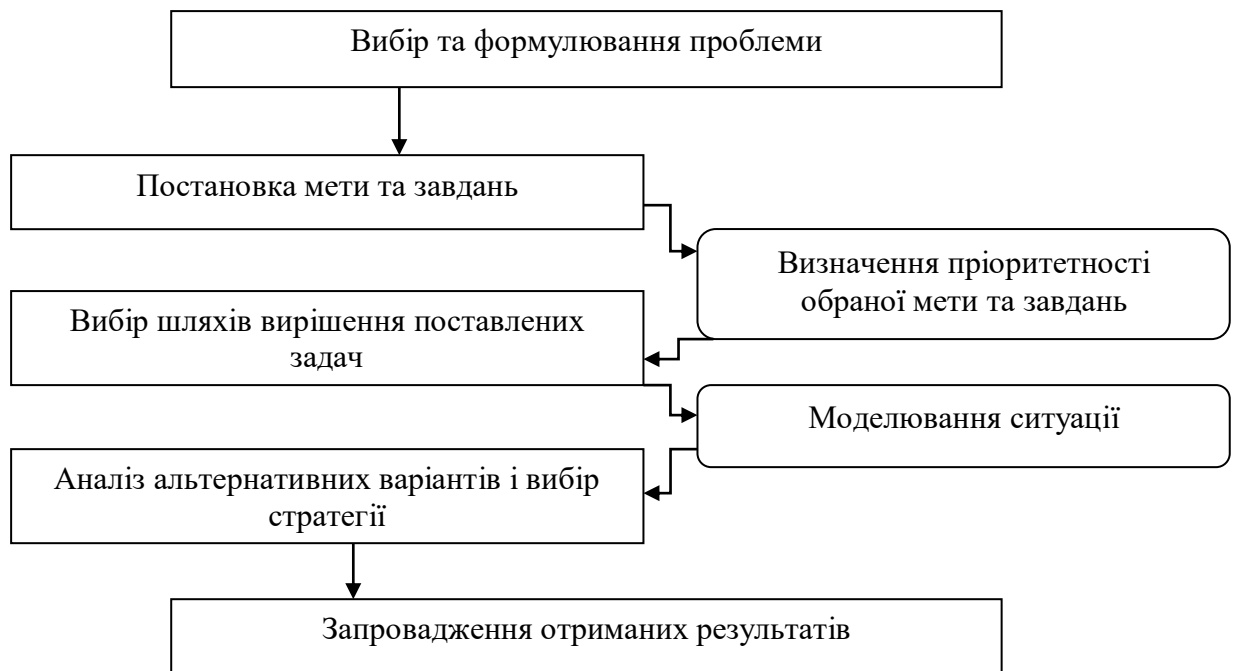 Вибір та формулювання проблеми
Постановка мети та завдань
Визначення пріоритетності
обраної мети та завдань
Вибір шляхів вирішення поставлених
задач
Моделювання ситуації
Аналіз альтернативних варіантів і вибір
стратегії
Запровадження отриманих результатів